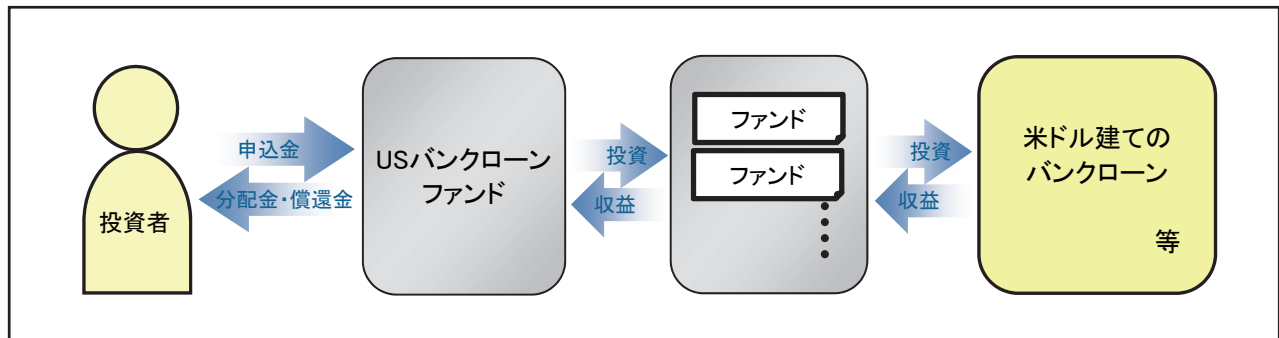 投資者
申込金
分配金・償還金
USバンクローン
ファンド
投資
収益
ファンド
ファンド
投資
収益
米ドル建ての
バンクローン
等